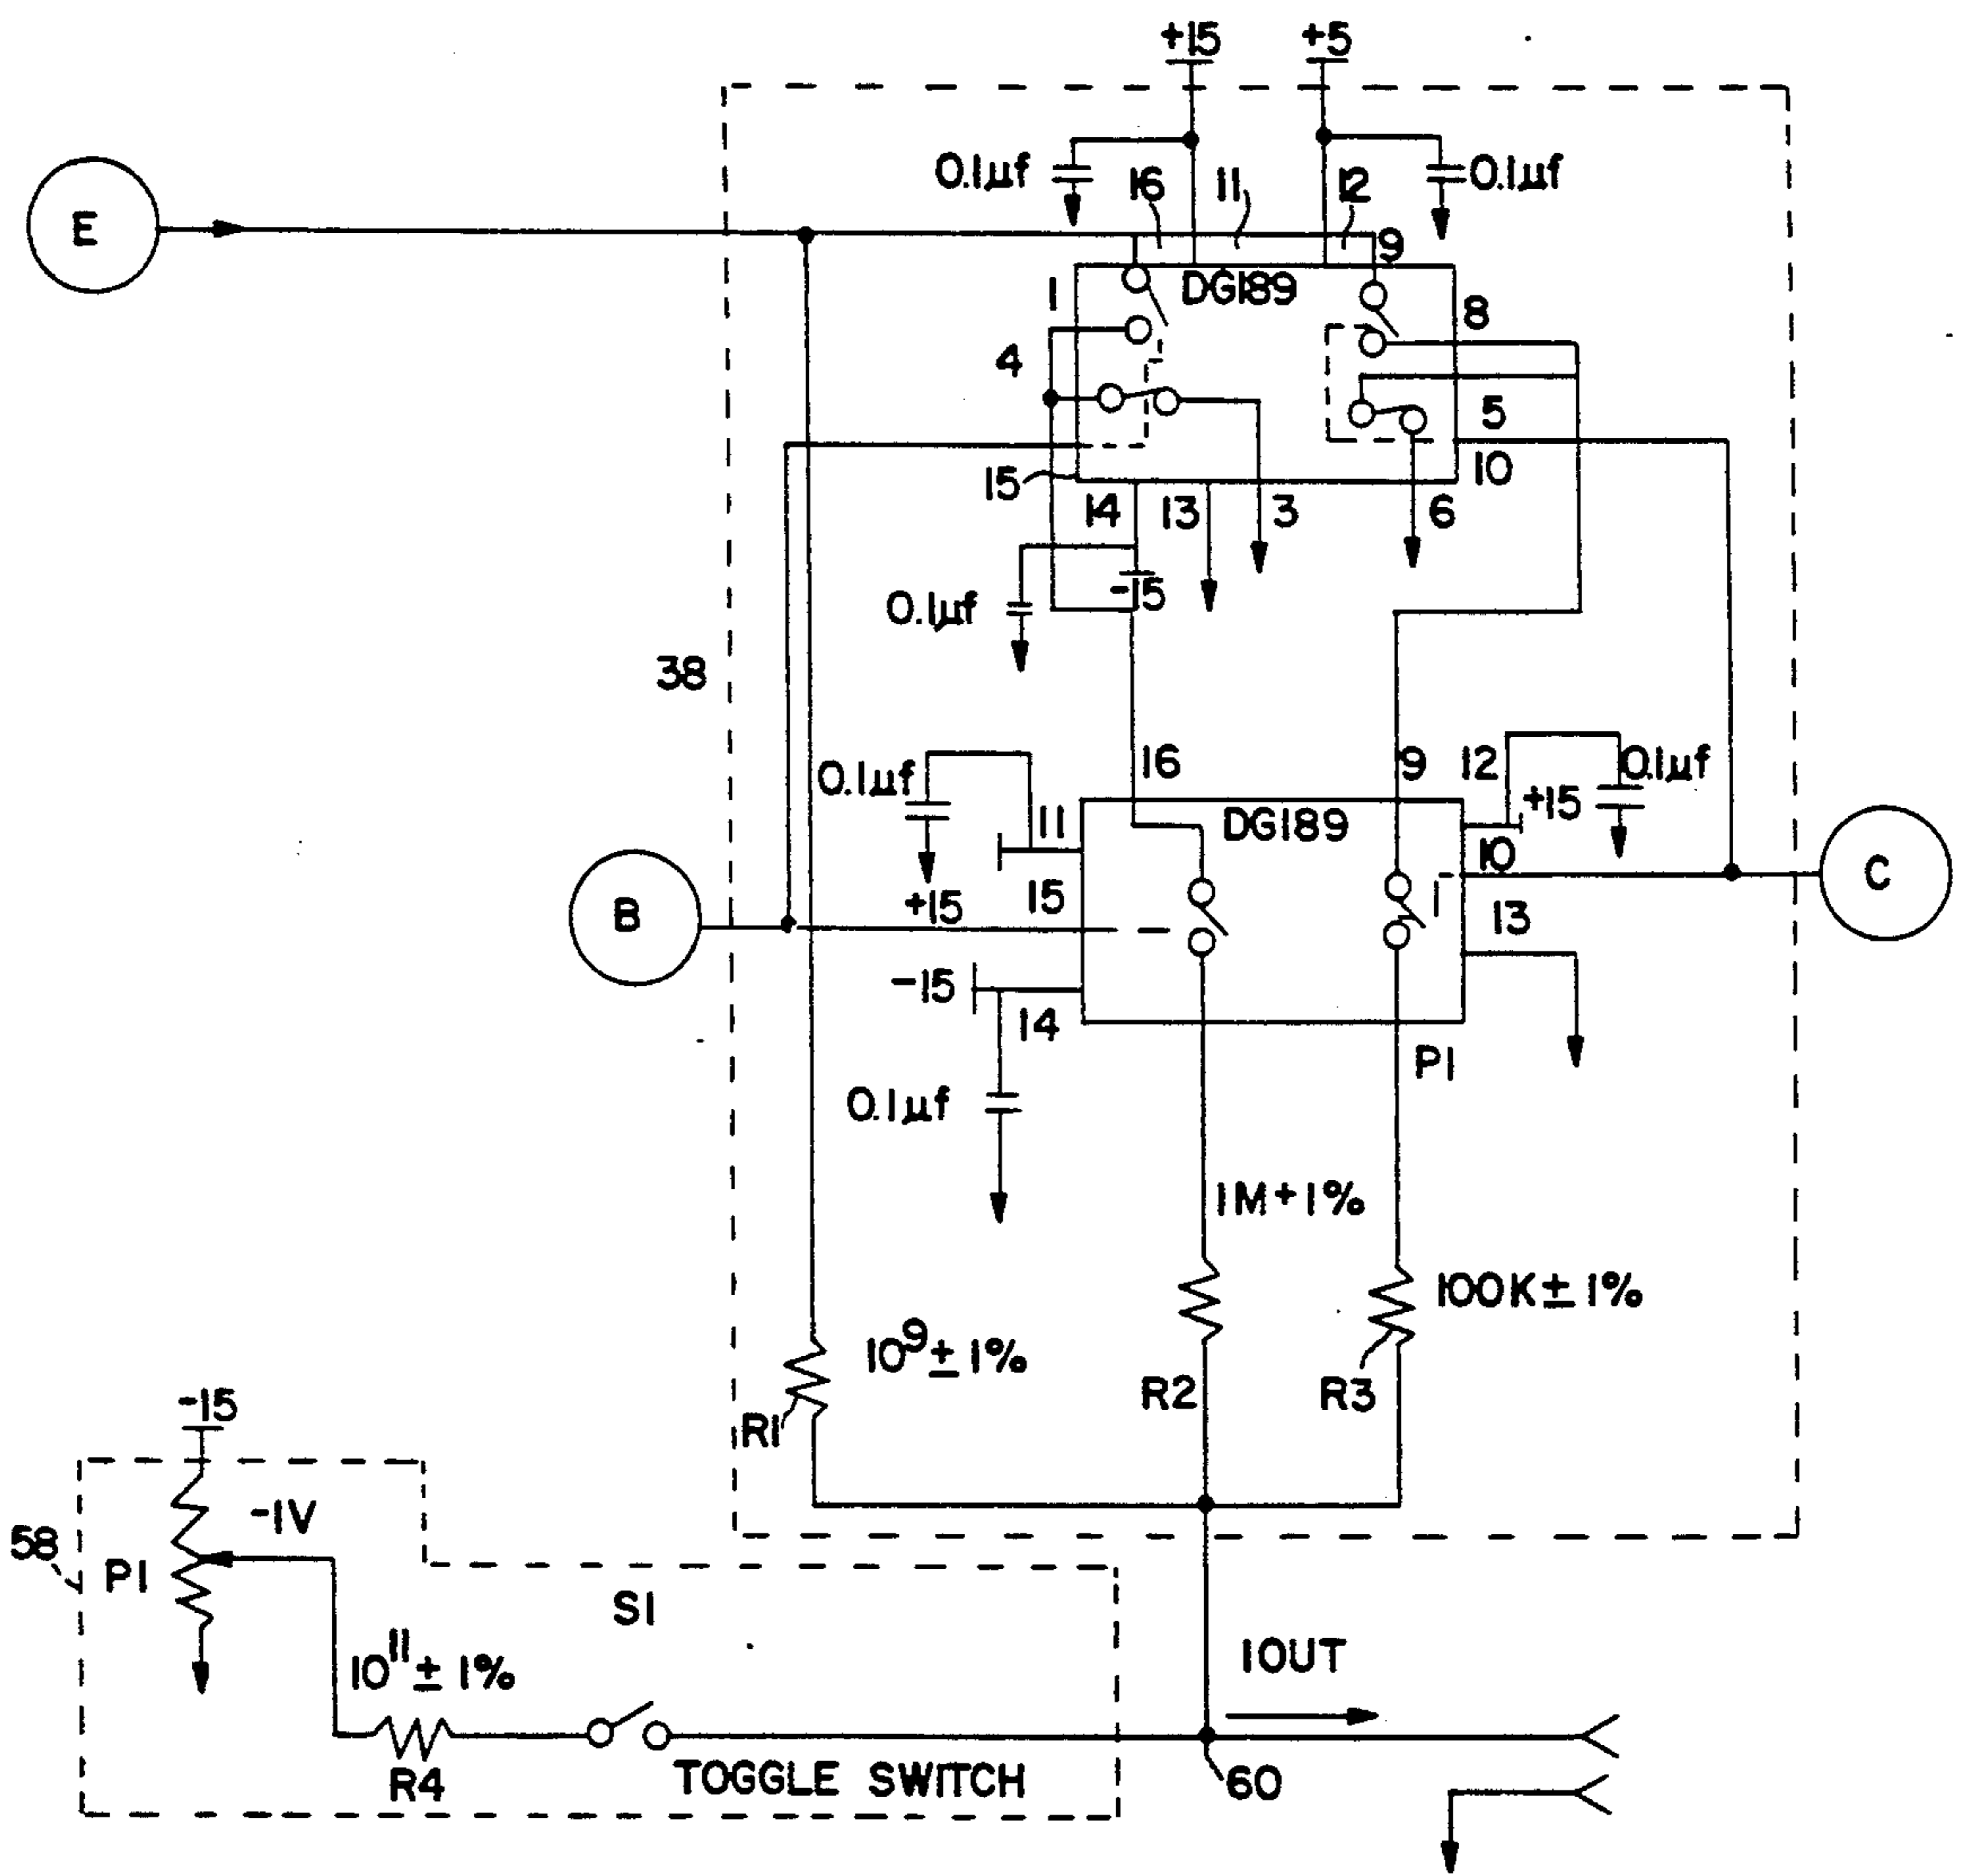 +15
+5
0.1µf
16
11
12
0.1µf
E
9
1
DG189
8
4
5
15
10
14
13
3
6
-15
0.1µf
38
16
9
12
0.1µf
0.1µf
+15
11
DG189
10
C
B
+15
15
13
-15
14
P1
0.1µf
1M+1%
100K±1%
10⁹±1%
R1
R2
R3
-15
-1V
58
P1
S1
10¹¹±1%
IOUT
R4
TOGGLE SWITCH
60